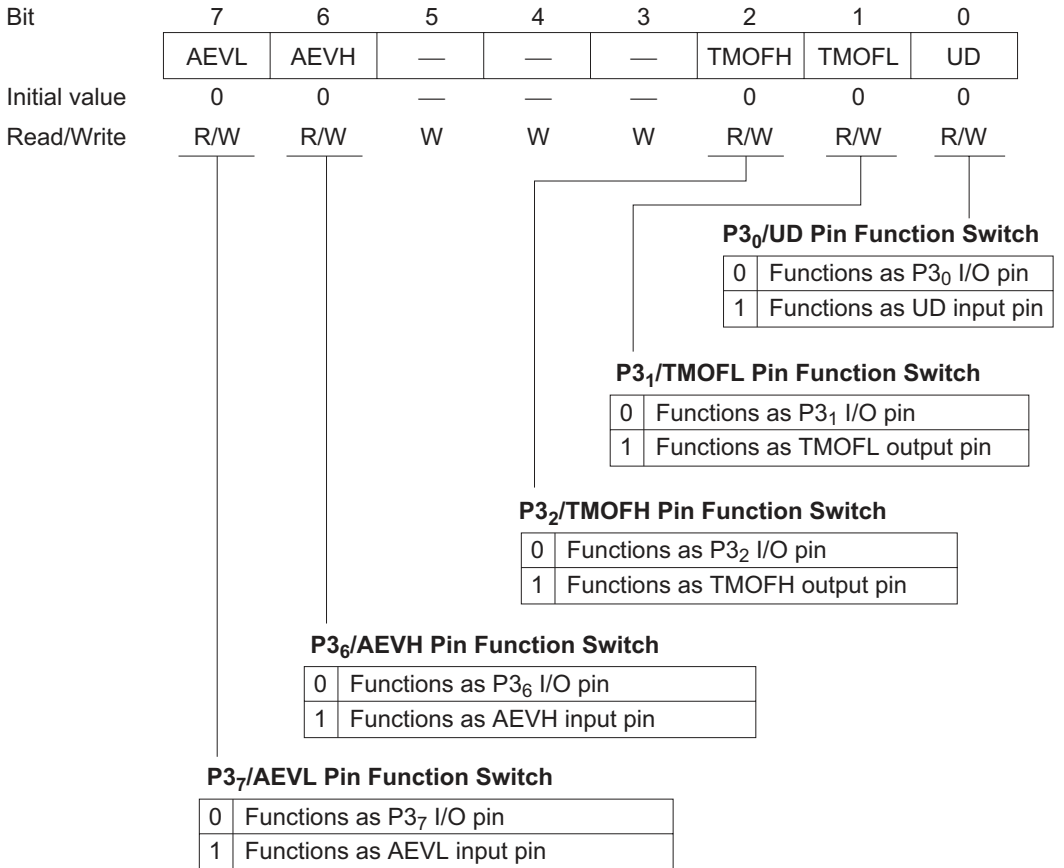 Bit 7 6 5 4 3 2 1 0
AEVL AEVH — — — TMOFH TMOFL UD
Initial value 0 0 — — — 0 0 0
Read/Write R/W R/W W W W R/W R/W R/W
P3₀/UD Pin Function Switch
0 Functions as P3₀ I/O pin
1 Functions as UD input pin
P3₁/TMOFL Pin Function Switch
0 Functions as P3₁ I/O pin
1 Functions as TMOFL output pin
P3₂/TMOFH Pin Function Switch
0 Functions as P3₂ I/O pin
1 Functions as TMOFH output pin
P3₆/AEVH Pin Function Switch
0 Functions as P3₆ I/O pin
1 Functions as AEVH input pin
P3₇/AEVL Pin Function Switch
0 Functions as P3₇ I/O pin
1 Functions as AEVL input pin